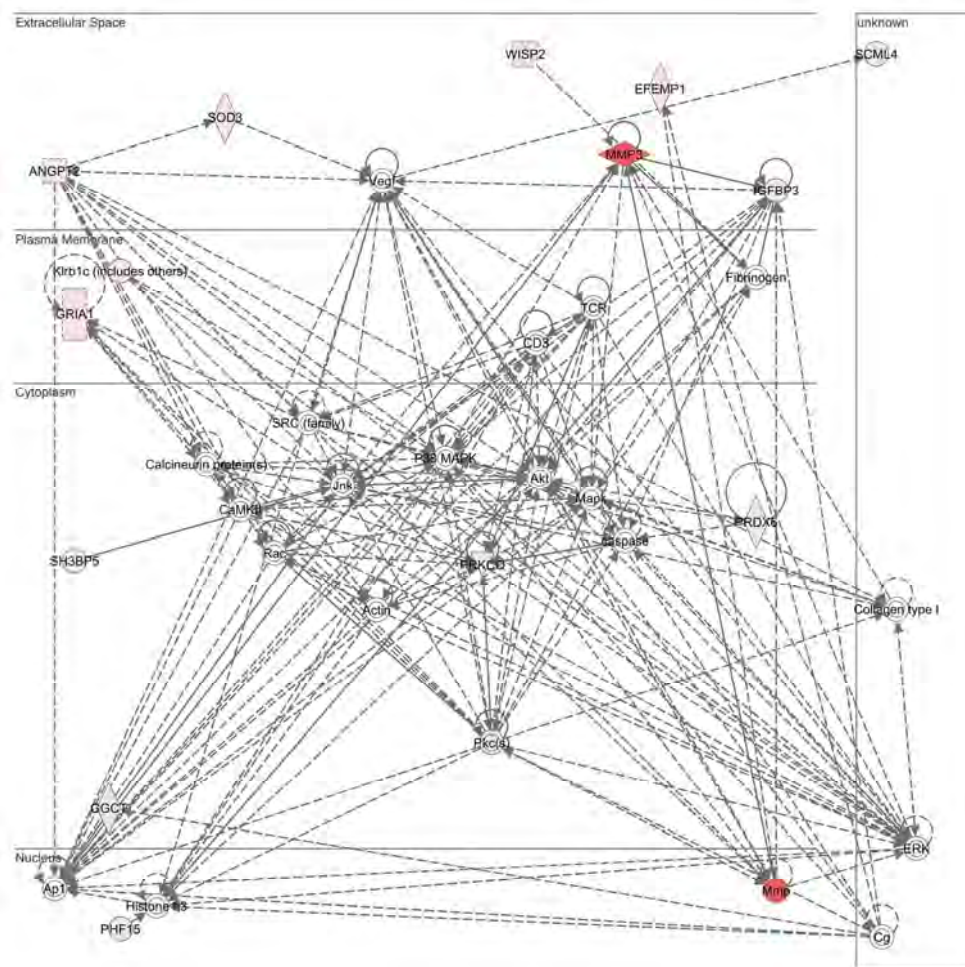 Extracellular Space
unknown
WISP2
SCML4
EFEMP1
SOD3
MMP3
ANGPT2
Vegf
IGFBP3
Plasma Membrane
Klrb1c (includes others)
Fibrinogen
GRIA1
TCR
CD3
Cytoplasm
SRC (family)
P38 MAPK
Calcineurin protein(s)
Jnk
Akt
CaMKII
Mapk
PRDX6
caspase
Rac
SH3BP5
PRKCD
Actin
Collagen type I
Pkc(s)
GGCT
Nucleus
ERK
Ap1
Mmp
Histone h3
PHF15
Cg